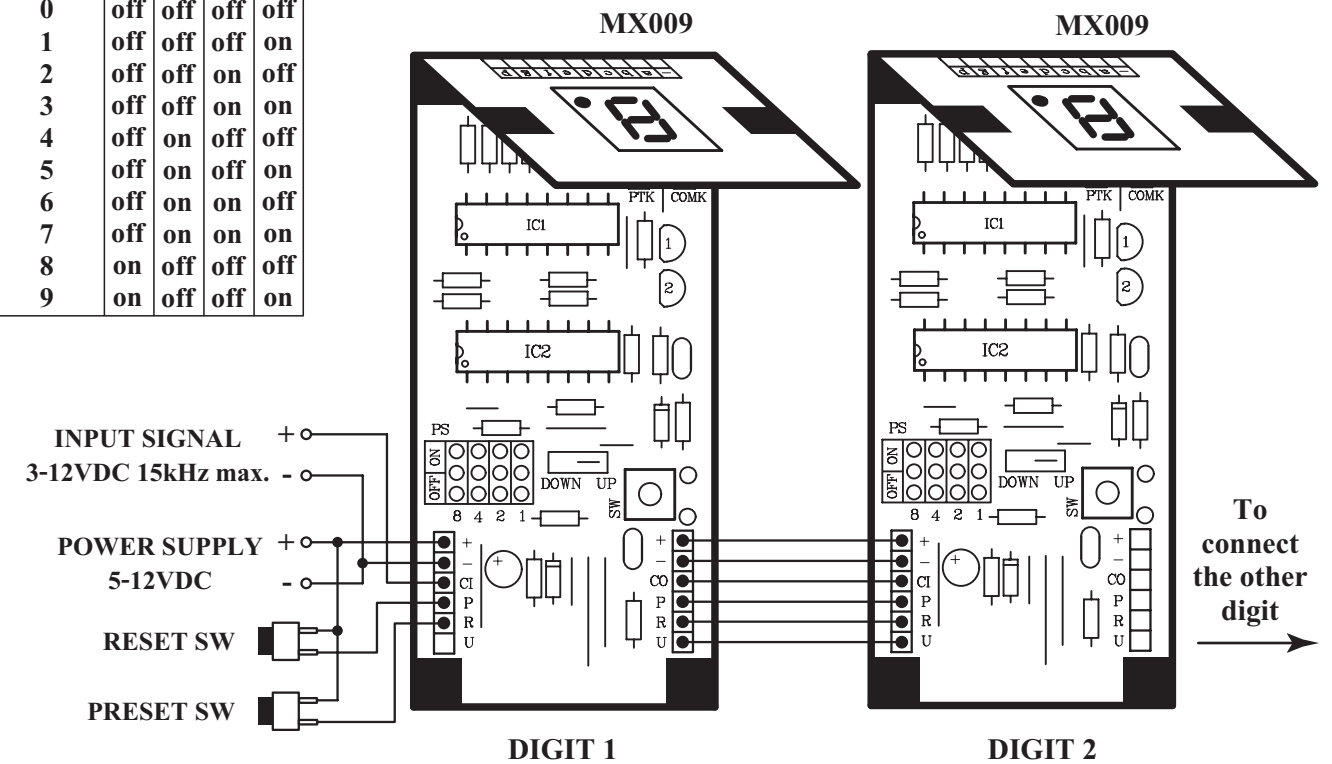 0 off off off off
1 off off off on
2 off off on off
3 off off on on
4 off on off off
5 off on off on
6 off on on off
7 off on on on
8 on off off off
9 on off off on
INPUT SIGNAL + 
3-12VDC 15kHz max. -
POWER SUPPLY +
5-12VDC -
RESET SW
PRESET SW
MX009
- a b c d e f g p
PTK COMK
IC1
1
2
IC2
PS
ON
OFF
8 4 2 1
DOWN UP
SW
+
-
CI
P
R
U
+
-
CO
P
R
U
DIGIT 1
MX009
- a b c d e f g p
PTK COMK
IC1
1
2
IC2
PS
ON
OFF
8 4 2 1
DOWN UP
SW
+
-
CI
P
R
U
+
-
CO
P
R
U
DIGIT 2
To
connect
the other
digit